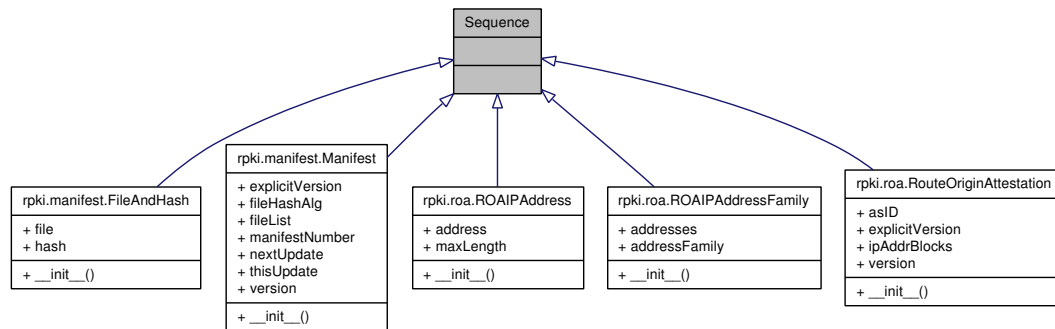 Sequence
rpki.manifest.FileAndHash
+ file
+ hash
+ __init__()
rpki.manifest.Manifest
+ explicitVersion
+ fileHashAlg
+ fileList
+ manifestNumber
+ nextUpdate
+ thisUpdate
+ version
+ __init__()
rpki.roa.ROAIPAddress
+ address
+ maxLength
+ __init__()
rpki.roa.ROAIPAddressFamily
+ addresses
+ addressFamily
+ __init__()
rpki.roa.RouteOriginAttestation
+ asID
+ explicitVersion
+ ipAddrBlocks
+ version
+ __init__()